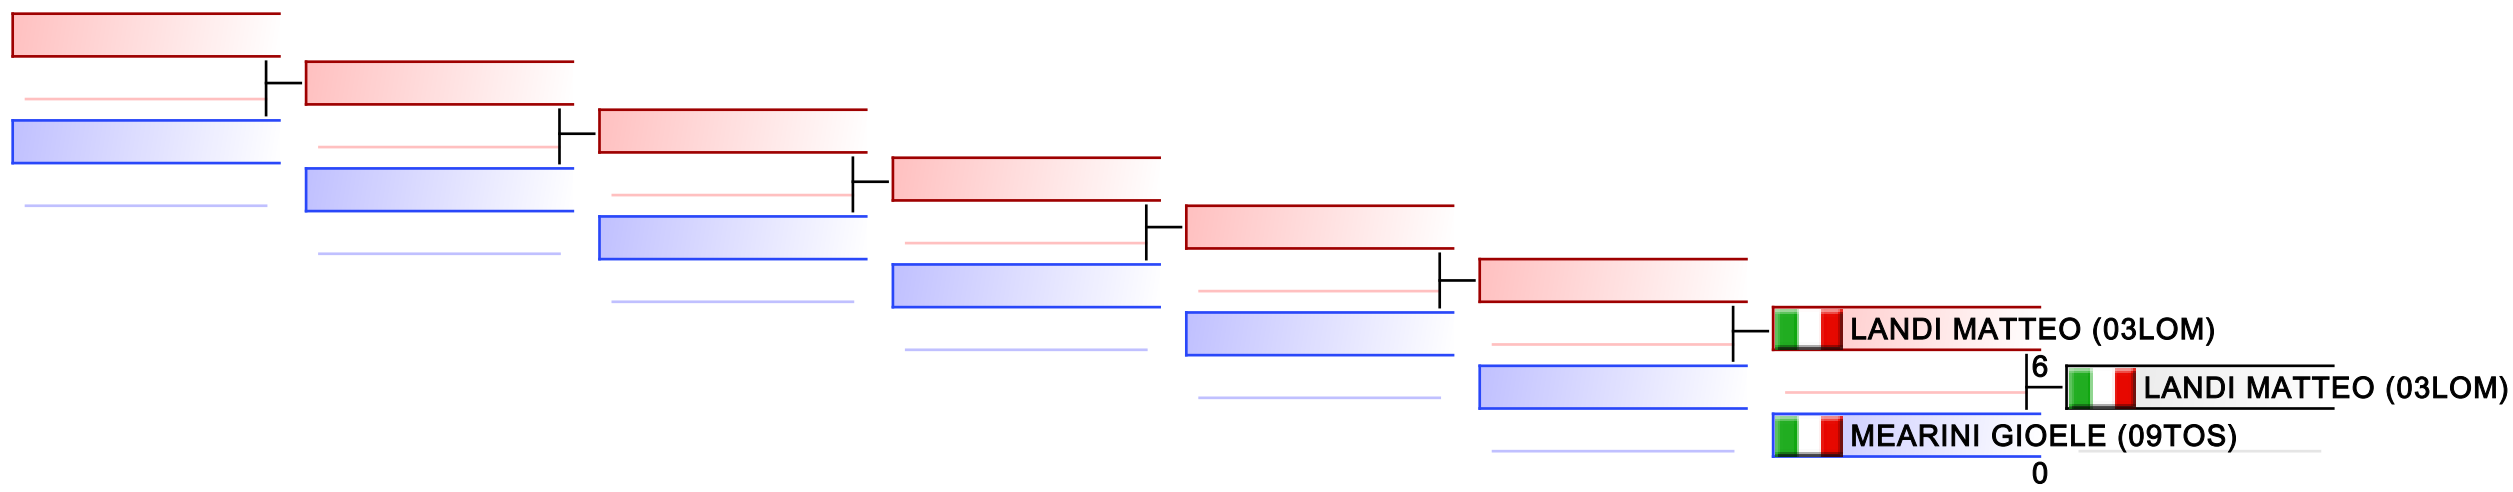 LANDI MATTEO (03LOM)
6
LANDI MATTEO (03LOM)
MEARINI GIOELE (09TOS)
0